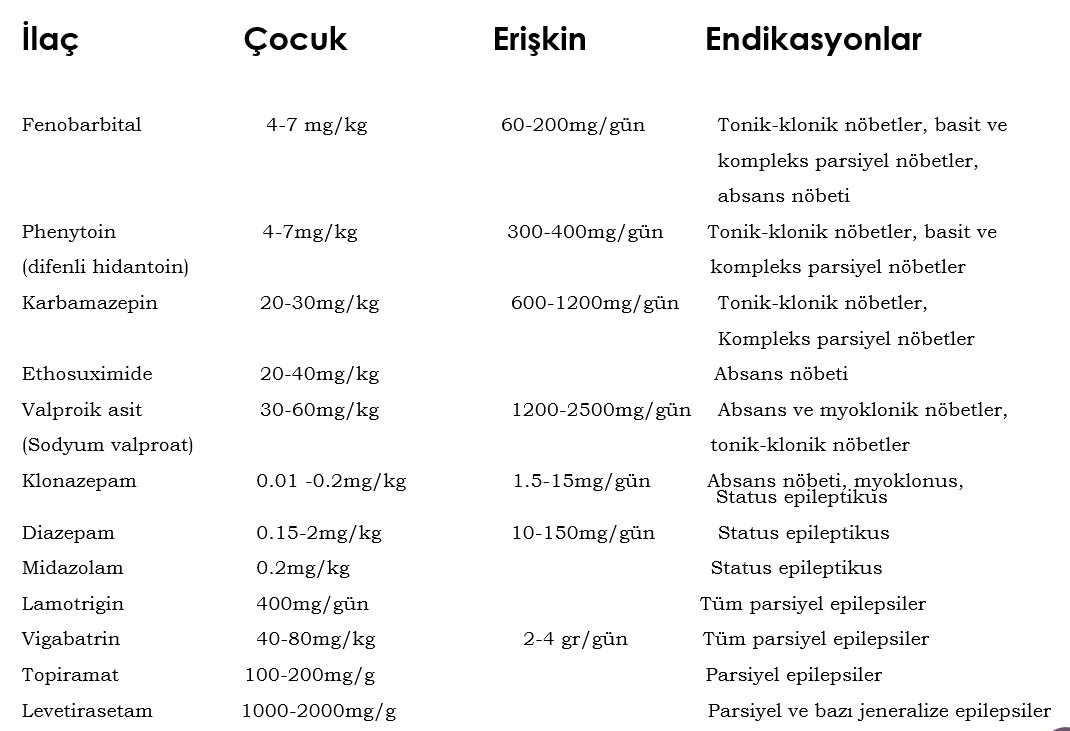 İlaç Çocuk Erişkin Endikasyonlar
Fenobarbital 4-7 mg/kg 60-200mg/gün Tonik-klonik nöbetler, basit ve
kompleks parsiyel nöbetler,
absans nöbeti
Phenytoin 4-7mg/kg 300-400mg/gün Tonik-klonik nöbetler, basit ve
(difenli hidantoin) kompleks parsiyel nöbetler
Karbamazepin 20-30mg/kg 600-1200mg/gün Tonik-klonik nöbetler,
Kompleks parsiyel nöbetler
Ethosuximide 20-40mg/kg Absans nöbeti
Valproik asit 30-60mg/kg 1200-2500mg/gün Absans ve myoklonik nöbetler,
(Sodyum valproat) tonik-klonik nöbetler
Klonazepam 0.01 -0.2mg/kg 1.5-15mg/gün Absans nöbeti, myoklonus,
Status epileptikus
Diazepam 0.15-2mg/kg 10-150mg/gün Status epileptikus
Midazolam 0.2mg/kg Status epileptikus
Lamotrigin 400mg/gün Tüm parsiyel epilepsiler
Vigabatrin 40-80mg/kg 2-4 gr/gün Tüm parsiyel epilepsiler
Topiramat 100-200mg/g Parsiyel epilepsiler
Levetirasetam 1000-2000mg/g Parsiyel ve bazı jeneralize epilepsiler